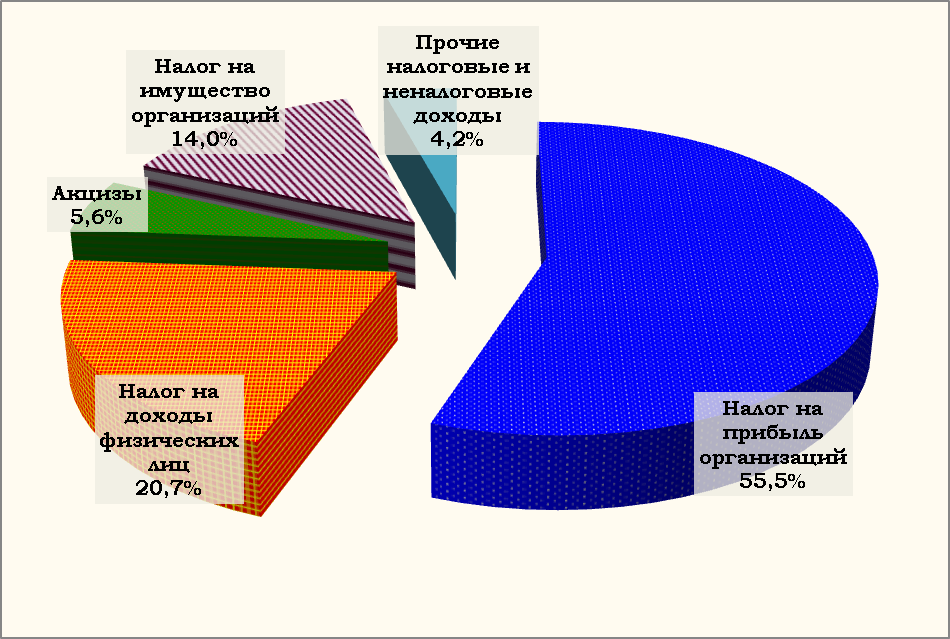 Прочие
налоговые и
неналоговые
доходы
4,2%
Налог на
имущество
организаций
14,0%
Акцизы
5,6%
Налог на
доходы
физических
лиц
20,7%
Налог на
прибыль
организаций
55,5%